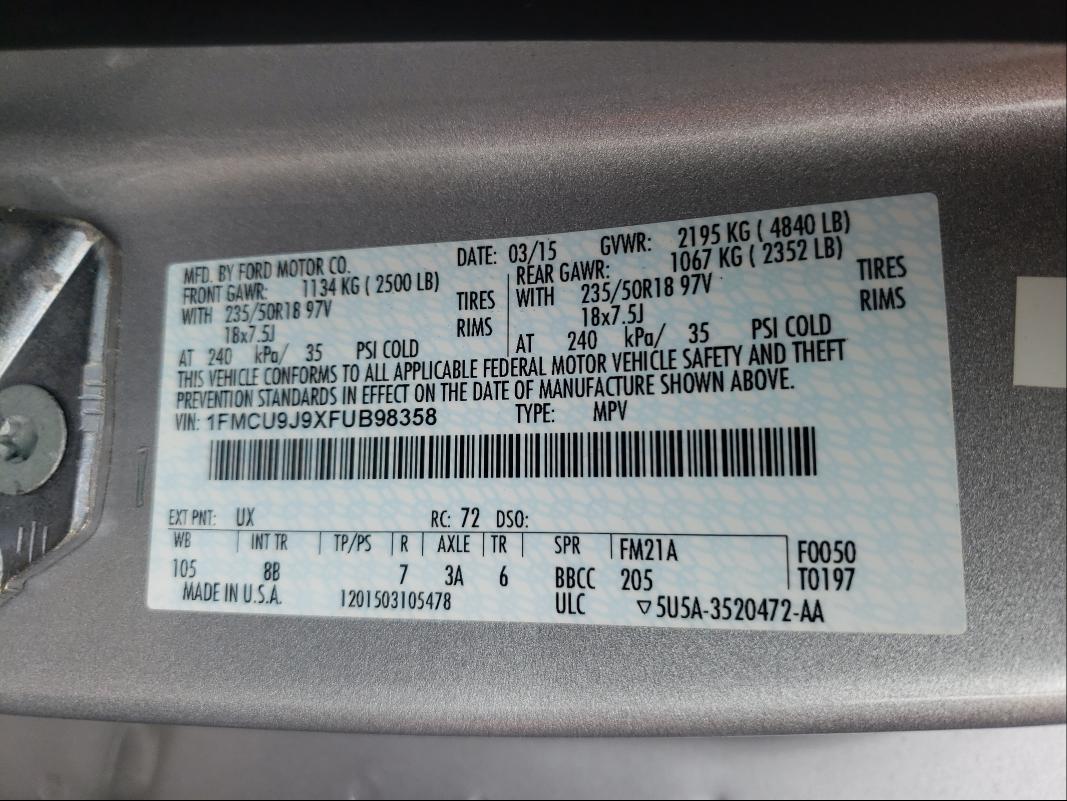 MFD. BY FORD MOTOR CO. DATE: 03/15 GVWR: 2195 KG ( 4840 LB)
FRONT GAWR: 1134 KG ( 2500 LB) REAR GAWR: 1067 KG ( 2352 LB)
WITH 235/50R18 97V TIRES WITH 235/50R18 97V TIRES
18x7.5J RIMS 18x7.5J RIMS
AT 240 kPa/ 35 PSI COLD AT 240 kPa/ 35 PSI COLD
THIS VEHICLE CONFORMS TO ALL APPLICABLE FEDERAL MOTOR VEHICLE SAFETY AND THEFT
PREVENTION STANDARDS IN EFFECT ON THE DATE OF MANUFACTURE SHOWN ABOVE.
VIN: 1FMCU9J9XFUB98358 TYPE: MPV
EXT PNT: UX RC: 72 DSO:
WB INT TR TP/PS R AXLE TR SPR FM21A F0050
105 8B 7 3A 6 BBCC 205 T0197
MADE IN U.S.A. 1201503105478 ULC ▽5U5A-3520472-AA